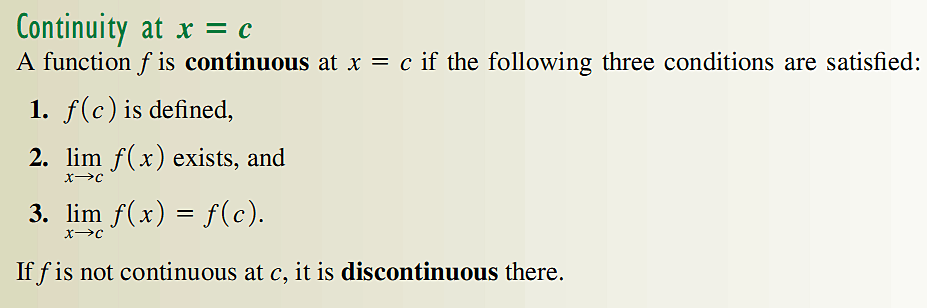 Continuity at x = c
A function f is continuous at x = c if the following three conditions are satisfied:
1. f(c) is defined,
2. lim f(x) exists, and
x→c
3. lim f(x) = f(c).
x→c
If f is not continuous at c, it is discontinuous there.